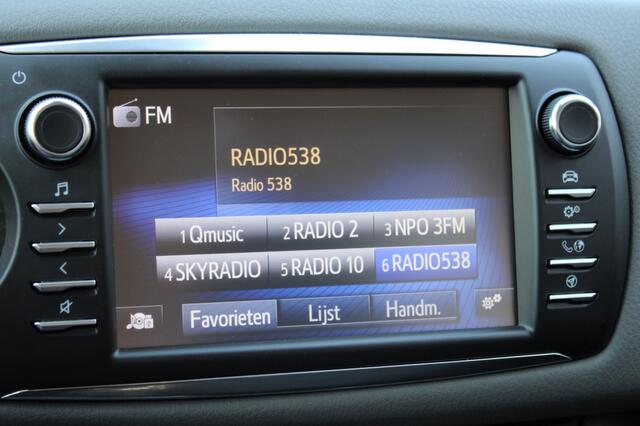 FM
RADIO538
Radio 538
1 Qmusic 2 RADIO 2 3 NPO 3FM
4 SKYRADIO 5 RADIO 10 6 RADIO538
Favorieten Lijst Handm.